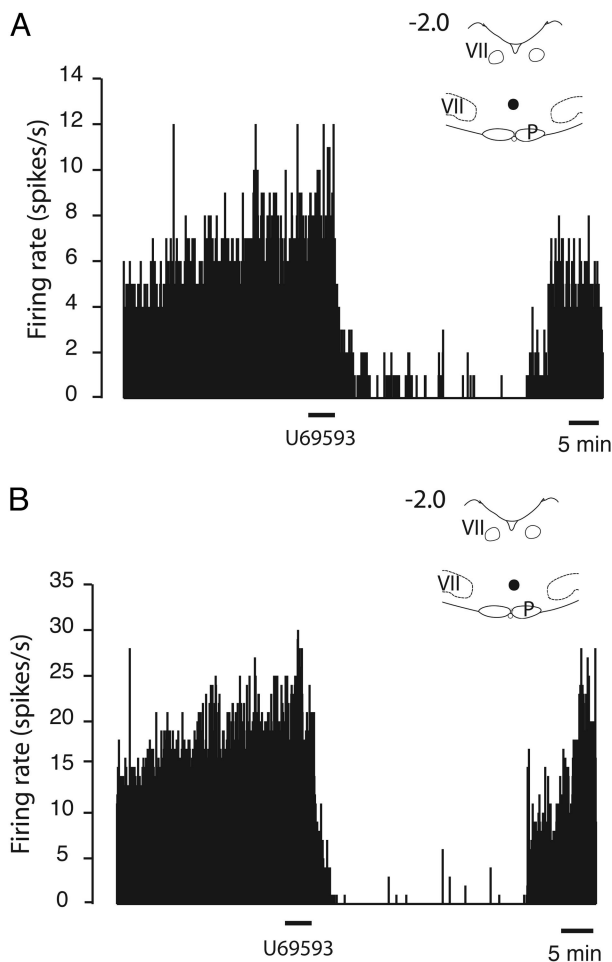 A
-2.0
VII
VII
P
14
12
10
8
6
4
2
0
Firing rate (spikes/s)
U69593
5 min
B
-2.0
VII
VII
P
35
30
25
20
15
10
5
0
Firing rate (spikes/s)
U69593
5 min